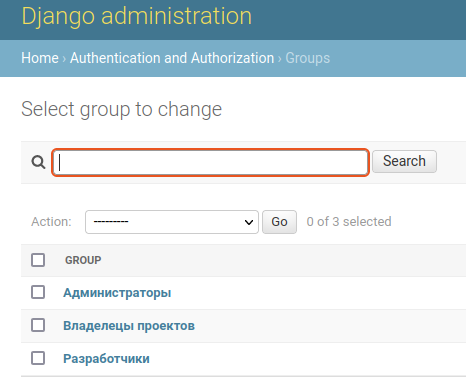 Django administration
Home › Authentication and Authorization › Groups
Select group to change
Search
Action: --------- Go 0 of 3 selected
GROUP
Администраторы
Владелецы проектов
Разработчики